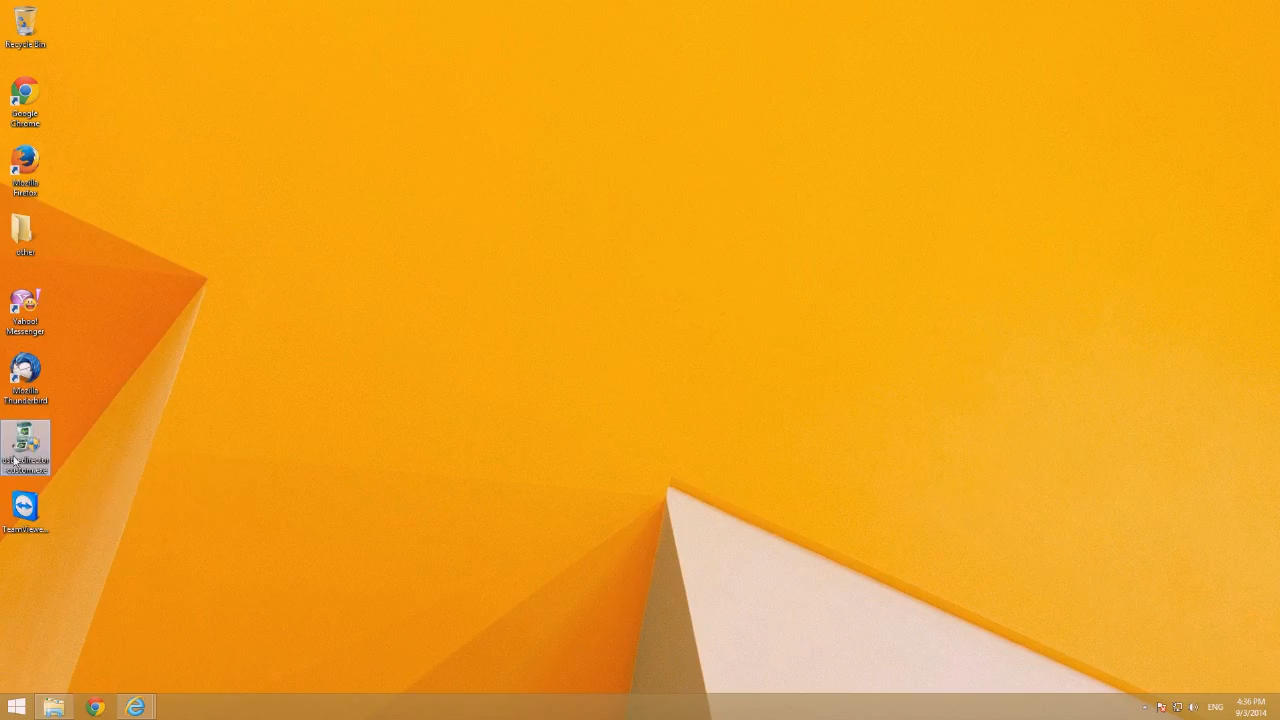 Recycle Bin
Google
Chrome
Mozilla
Firefox
other
Yahoo!
Messenger
Mozilla
Thunderbird
TeamViewe...
ENG
4:36 PM
9/3/2014